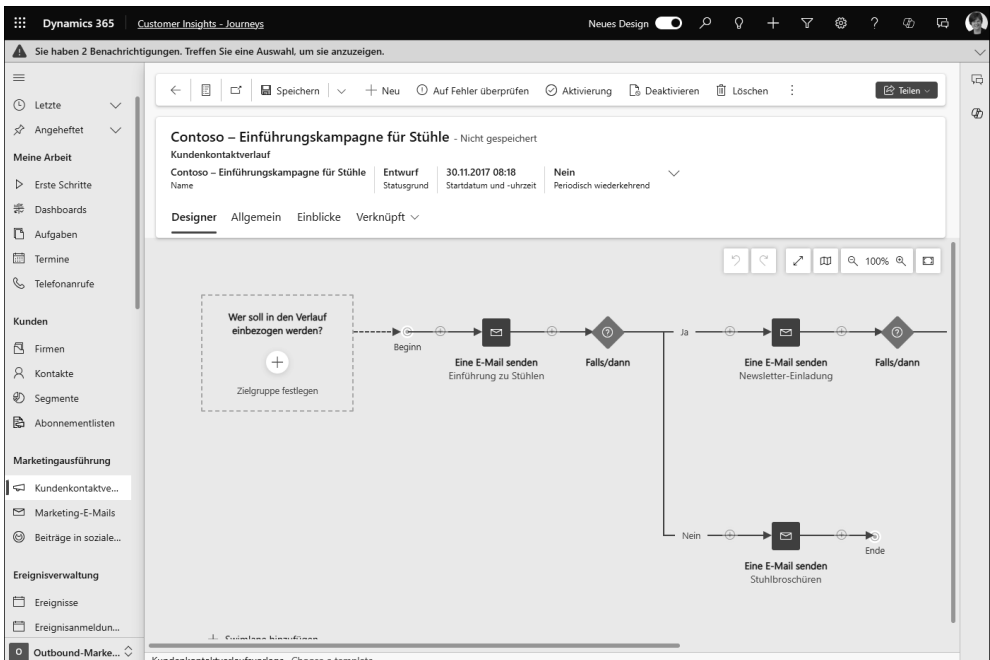 Dynamics 365 Customer Insights - Journeys Neues Design
Sie haben 2 Benachrichtigungen. Treffen Sie eine Auswahl, um sie anzuzeigen.
Speichern Neu Auf Fehler überprüfen Aktivierung Deaktivieren Löschen Teilen
Letzte
Angeheftet
Meine Arbeit
Erste Schritte
Dashboards
Aufgaben
Termine
Telefonanrufe
Kunden
Firmen
Kontakte
Segmente
Abonnementlisten
Marketingausführung
Kundenkontaktve...
Marketing-E-Mails
Beiträge in soziale...
Ereignisverwaltung
Ereignisse
Ereignisanmeldun...
O Outbound-Marke...
Contoso – Einführungskampagne für Stühle - Nicht gespeichert
Kundenkontaktverlauf
Contoso – Einführungskampagne für Stühle Entwurf 30.11.2017 08:18 Nein
Name Statusgrund Startdatum und -uhrzeit Periodisch wiederkehrend
Designer Allgemein Einblicke Verknüpft
100%
Wer soll in den Verlauf
einbezogen werden?
Zielgruppe festlegen
Beginn
Eine E-Mail senden
Einführung zu Stühlen
Falls/dann
Ja
Eine E-Mail senden
Newsletter-Einladung
Falls/dann
Nein
Eine E-Mail senden
Stuhlbroschüren
Ende
Swimlane hinzufügen
Kundenkontaktverlaufsvorlage Choose a template